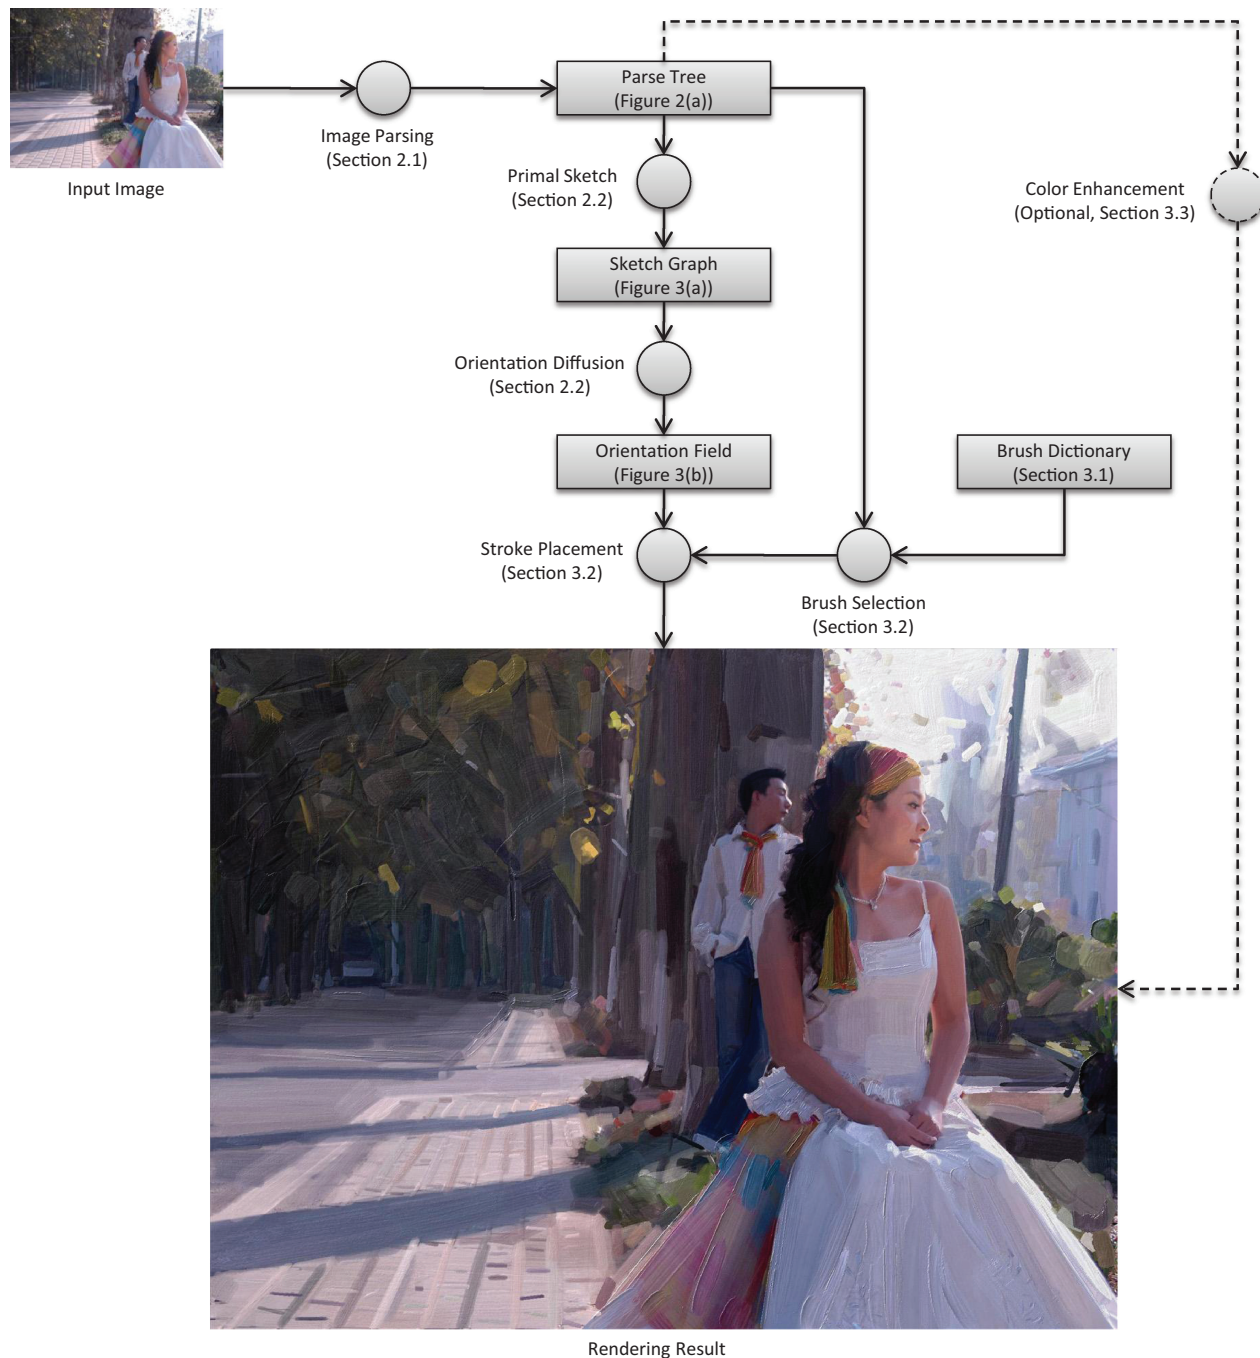 Input Image
Image Parsing
(Section 2.1)
Parse Tree
(Figure 2(a))
Primal Sketch
(Section 2.2)
Color Enhancement
(Optional, Section 3.3)
Sketch Graph
(Figure 3(a))
Orientation Diffusion
(Section 2.2)
Orientation Field
(Figure 3(b))
Brush Dictionary
(Section 3.1)
Stroke Placement
(Section 3.2)
Brush Selection
(Section 3.2)
Rendering Result